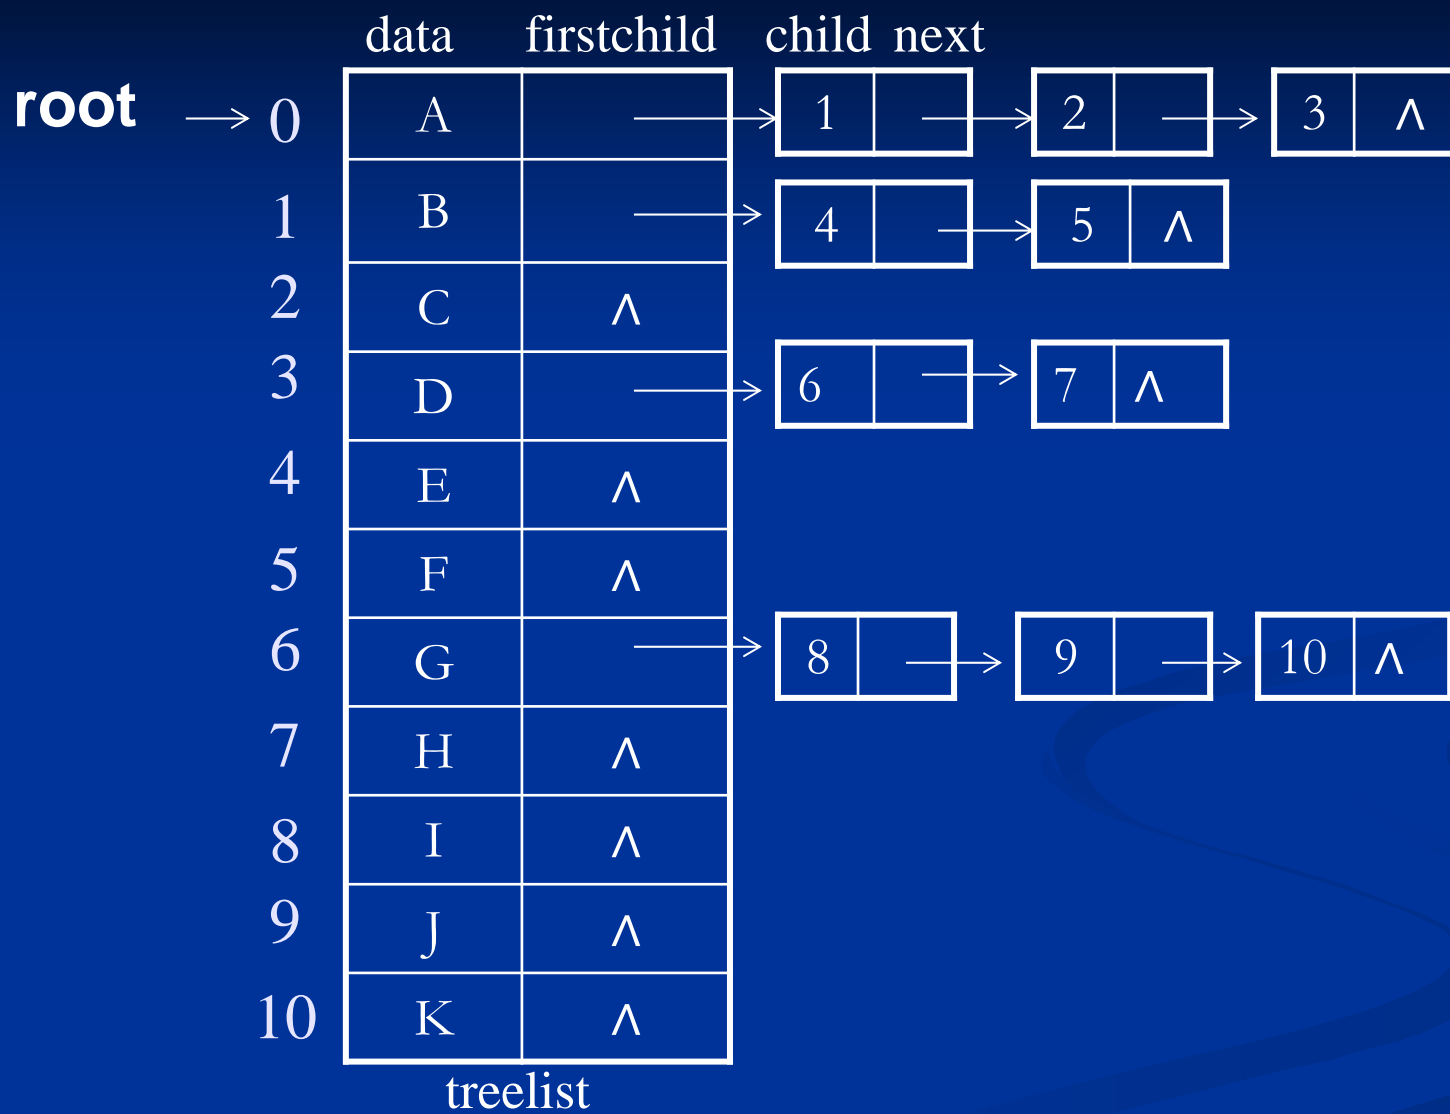 data firstchild child next
root 0 A 1 2 3 ∧
1 B 4 5 ∧
2 C ∧
3 D 6 7 ∧
4 E ∧
5 F ∧
6 G 8 9 10 ∧
7 H ∧
8 I ∧
9 J ∧
10 K ∧
treelist